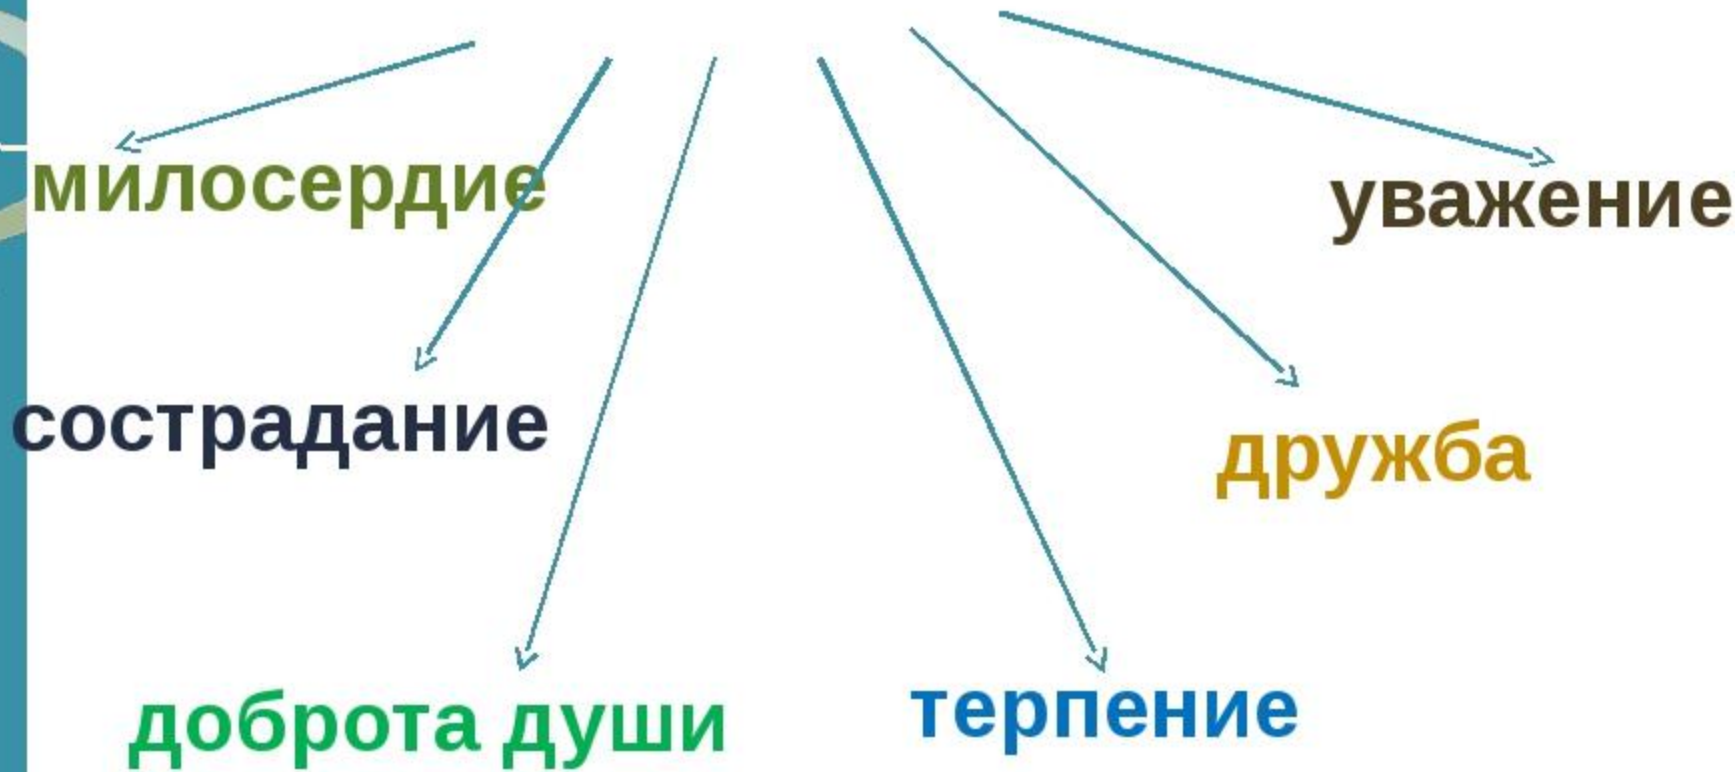 милосердие
уважение
сострадание
дружба
доброта души
терпение